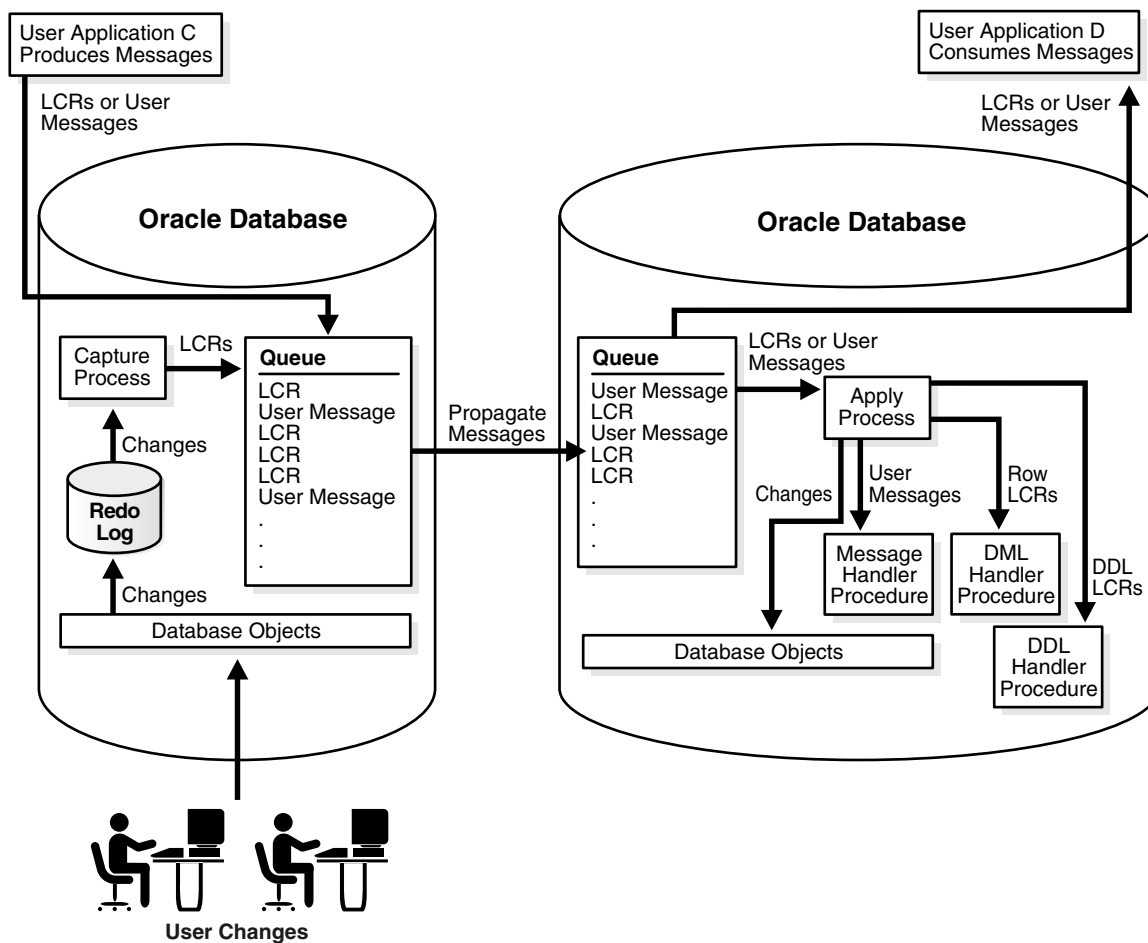 User Application C
Produces Messages
User Application D
Consumes Messages
LCRs or User
Messages
LCRs or User
Messages
Oracle Database
Oracle Database
Capture
Process
LCRs
Queue
LCR
User Message
LCR
LCR
LCR
User Message
.
.
.
Changes
Redo
Log
Changes
Database Objects
Propagate
Messages
Queue
User Message
LCR
User Message
LCR
LCR
.
.
.
.
LCRs or User
Messages
Apply
Process
Changes
User
Messages
Row
LCRs
DDL
LCRs
Message
Handler
Procedure
DML
Handler
Procedure
DDL
Handler
Procedure
Database Objects
User Changes